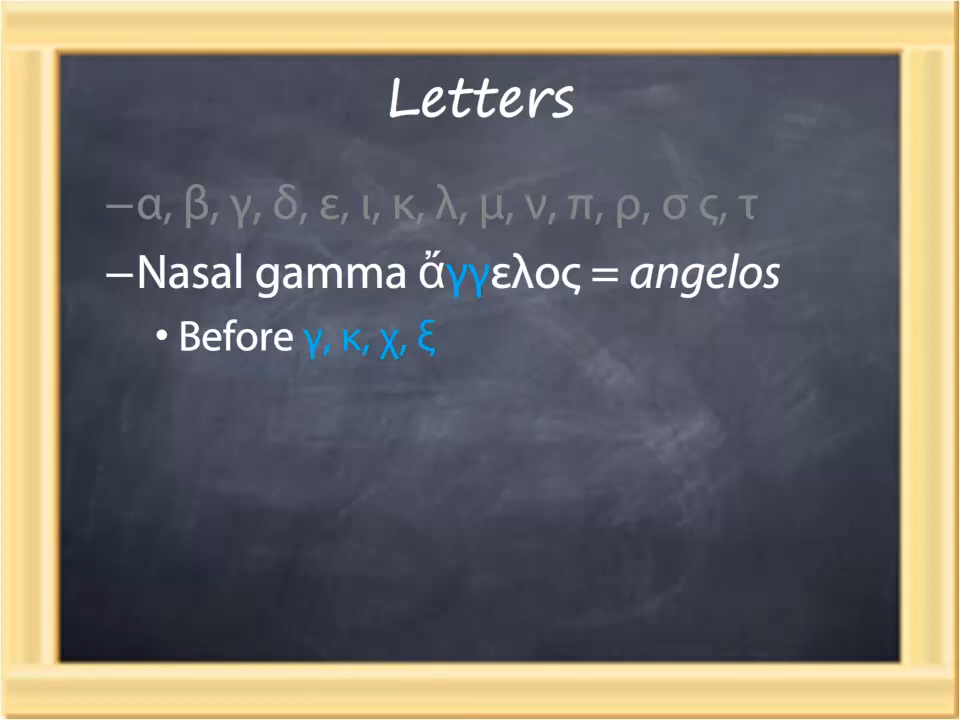 Letters
–α, β, γ, δ, ε, ι, κ, λ, μ, ν, π, ρ, σ ς, τ
–Nasal gamma ἄγγελος = angelos
• Before γ, κ, χ, ξ